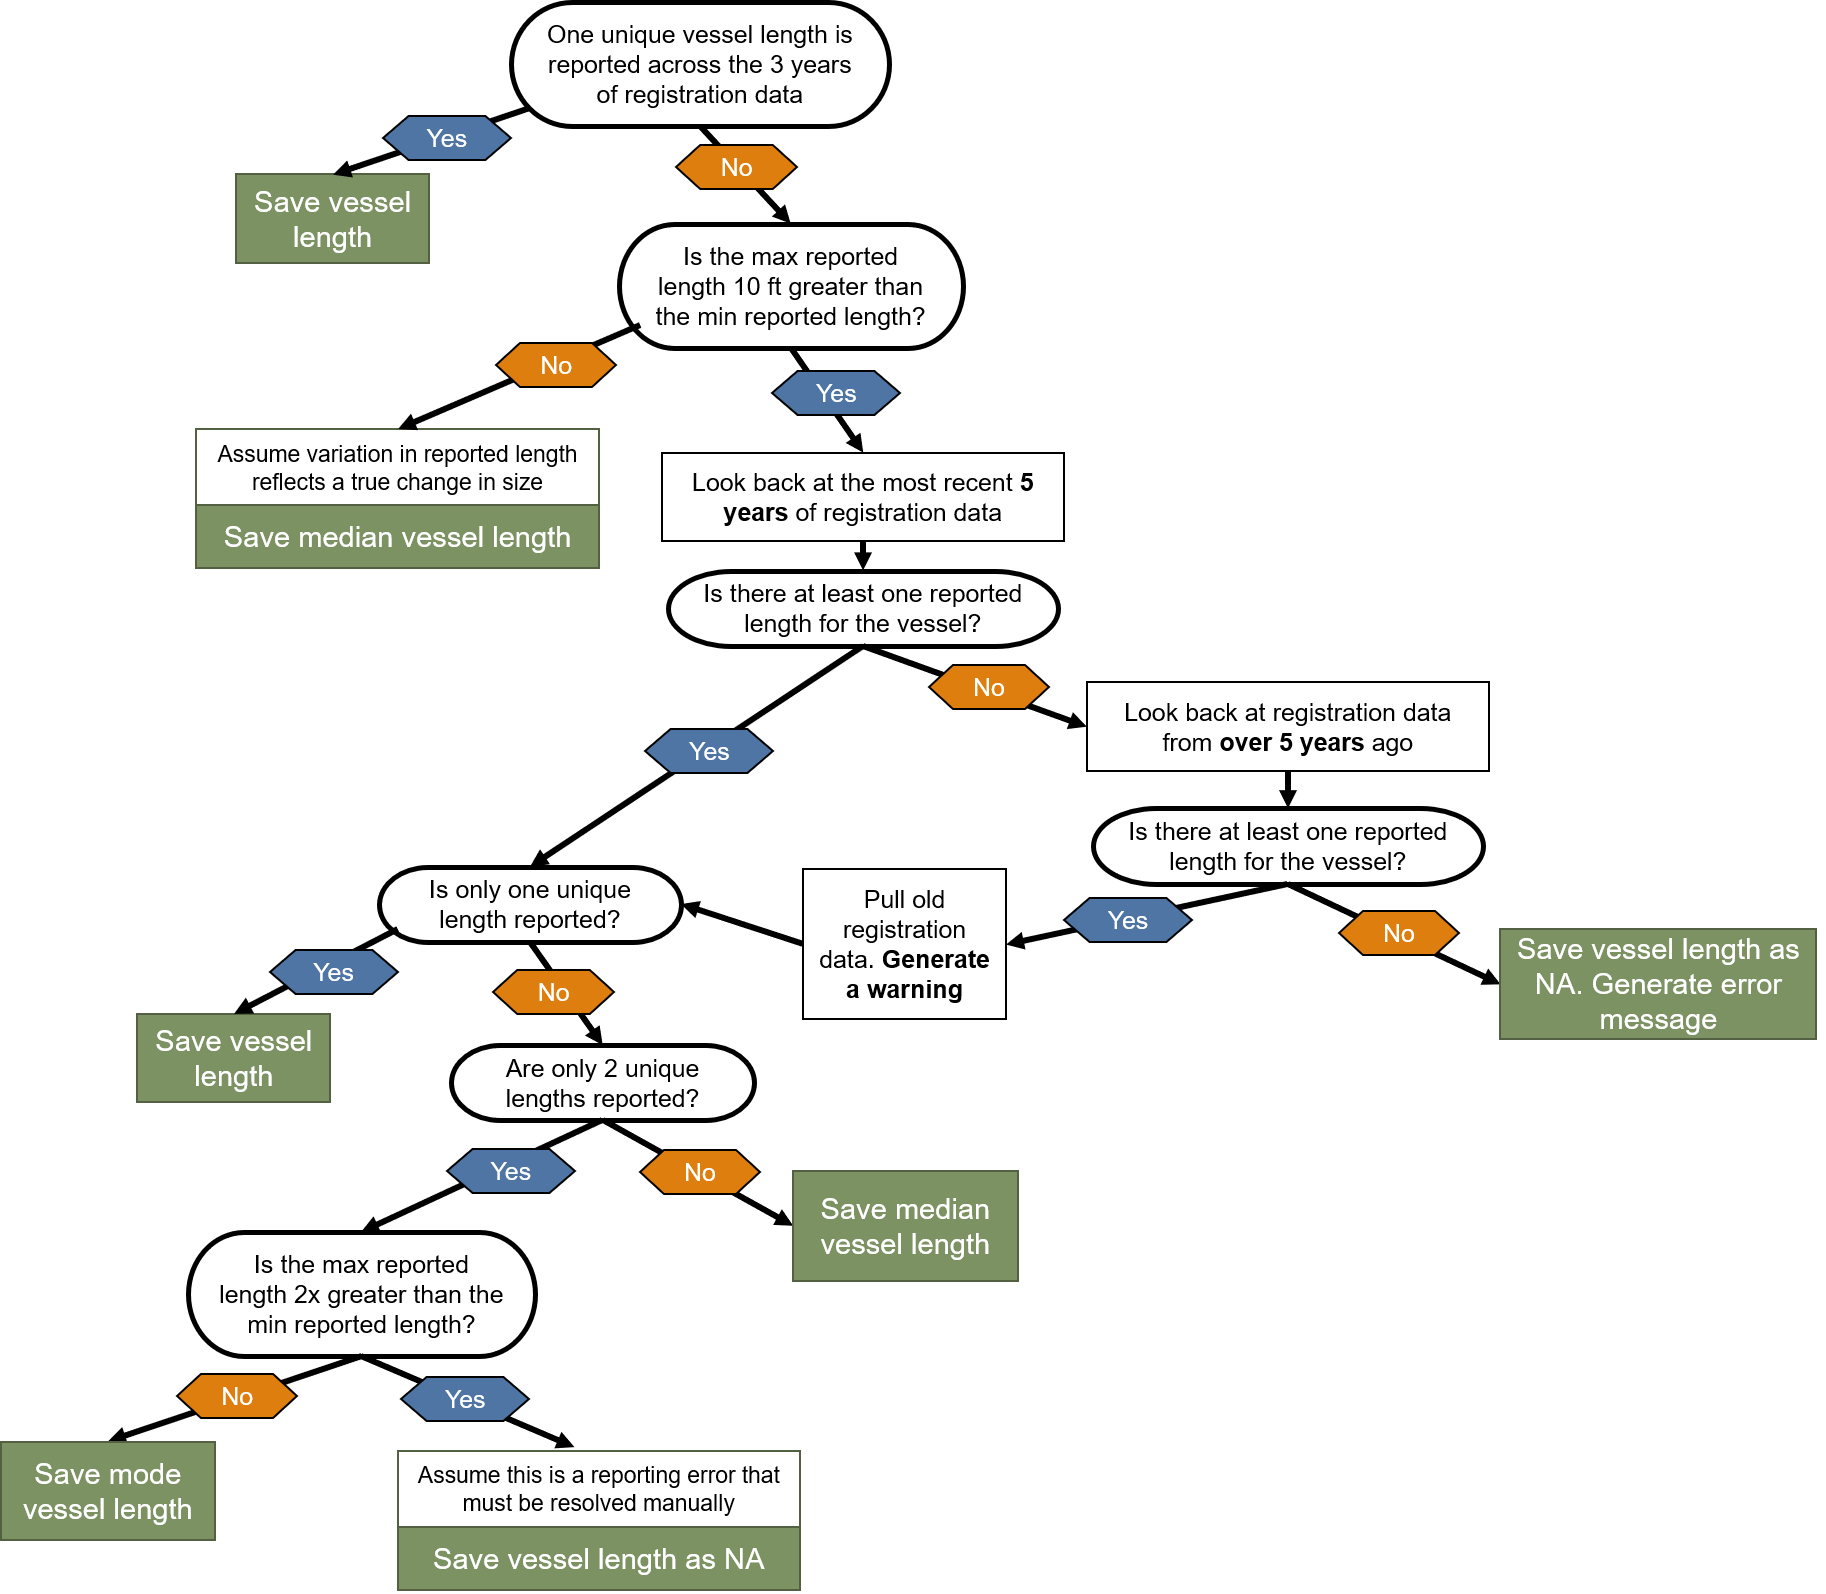 One unique vessel length is
reported across the 3 years
of registration data
Yes
No
Save vessel
length
Is the max reported
length 10 ft greater than
the min reported length?
No
Yes
Assume variation in reported length
reflects a true change in size
Save median vessel length
Look back at the most recent 5
years of registration data
Is there at least one reported
length for the vessel?
No
Yes
Look back at registration data
from over 5 years ago
Is there at least one reported
length for the vessel?
Yes
No
Save vessel length as
NA. Generate error
message
Pull old
registration
data. Generate
a warning
Is only one unique
length reported?
Yes
No
Save vessel
length
Are only 2 unique
lengths reported?
Yes
No
Save median
vessel length
Is the max reported
length 2x greater than the
min reported length?
No
Yes
Save mode
vessel length
Assume this is a reporting error that
must be resolved manually
Save vessel length as NA